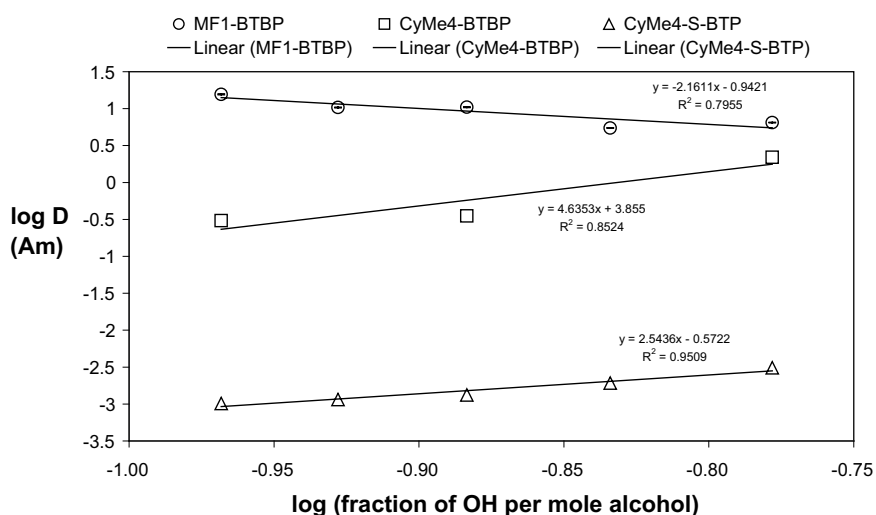 MF1-BTBP CyMe4-BTBP CyMe4-S-BTP
Linear (MF1-BTBP) Linear (CyMe4-BTBP) Linear (CyMe4-S-BTP)
1.5
1
0.5
0
-0.5
-1
-1.5
-2
-2.5
-3
-3.5
log D
(Am)
y = -2.1611x - 0.9421
R² = 0.7955
y = 4.6353x + 3.855
R² = 0.8524
y = 2.5436x - 0.5722
R² = 0.9509
-1.00 -0.95 -0.90 -0.85 -0.80 -0.75
log (fraction of OH per mole alcohol)